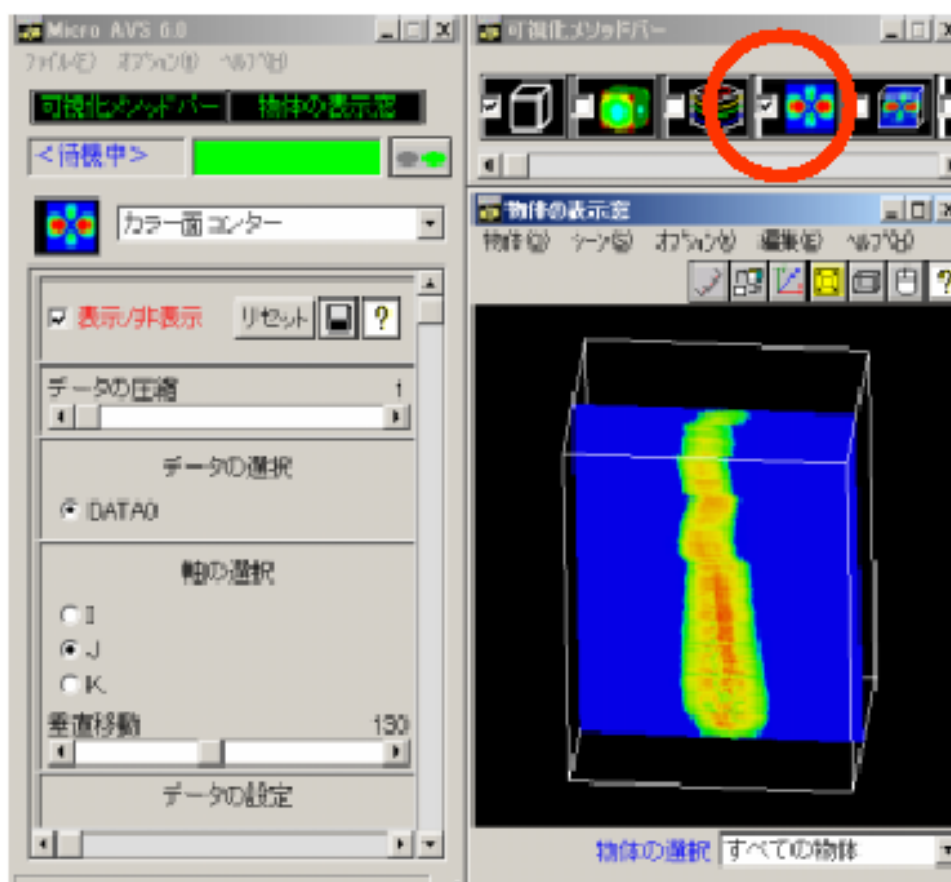 Micro AVS 6.0
ファイル(F) オプション(O) ヘルプ(H)
可視化メソッドバー 物体の表示窓
<待機中>
カラー面コンター
表示/非表示 リセット ?
データの圧縮 1
データの選択
DATA0
軸の選択
I
J
K
垂直移動 130
データの設定
可視化メソッドバー
物体の表示窓
物体(O) シーン(S) オプション(O) 編集(E) ヘルプ(H)
?
物体の選択 すべての物体